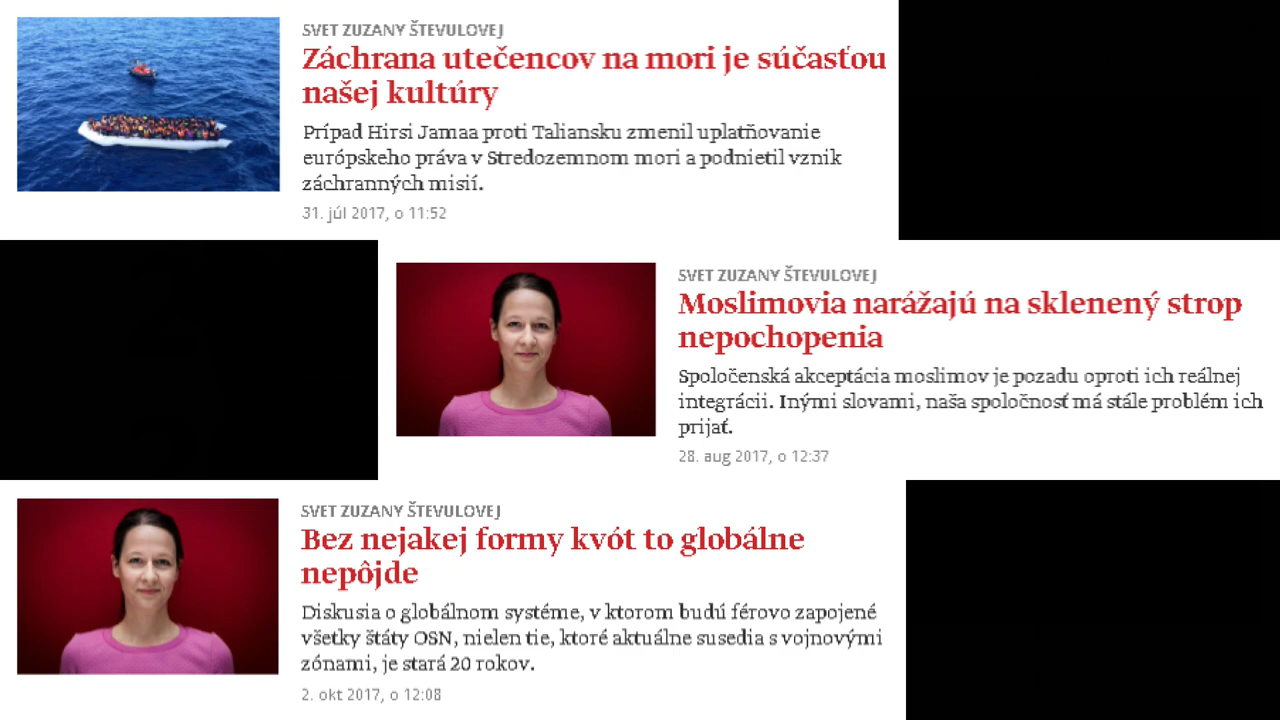 SVET ZUZANY ŠTEVULOVEJ
Záchrana utečencov na mori je súčasťou
našej kultúry
Prípad Hirsi Jamaa proti Taliansku zmenil uplatňovanie
európskeho práva v Stredozemnom mori a podnietil vznik
záchranných misií.
31. júl 2017, o 11:52
SVET ZUZANY ŠTEVULOVEJ
Moslimovia narážajú na sklenený strop
nepochopenia
Spoločenská akceptácia moslimov je pozadu oproti ich reálnej
integrácii. Inými slovami, naša spoločnosť má stále problém ich
prijať.
28. aug 2017, o 12:37
SVET ZUZANY ŠTEVULOVEJ
Bez nejakej formy kvót to globálne
nepôjde
Diskusia o globálnom systéme, v ktorom budú férovo zapojené
všetky štáty OSN, nielen tie, ktoré aktuálne susedia s vojnovými
zónami, je stará 20 rokov.
2. okt 2017, o 12:08